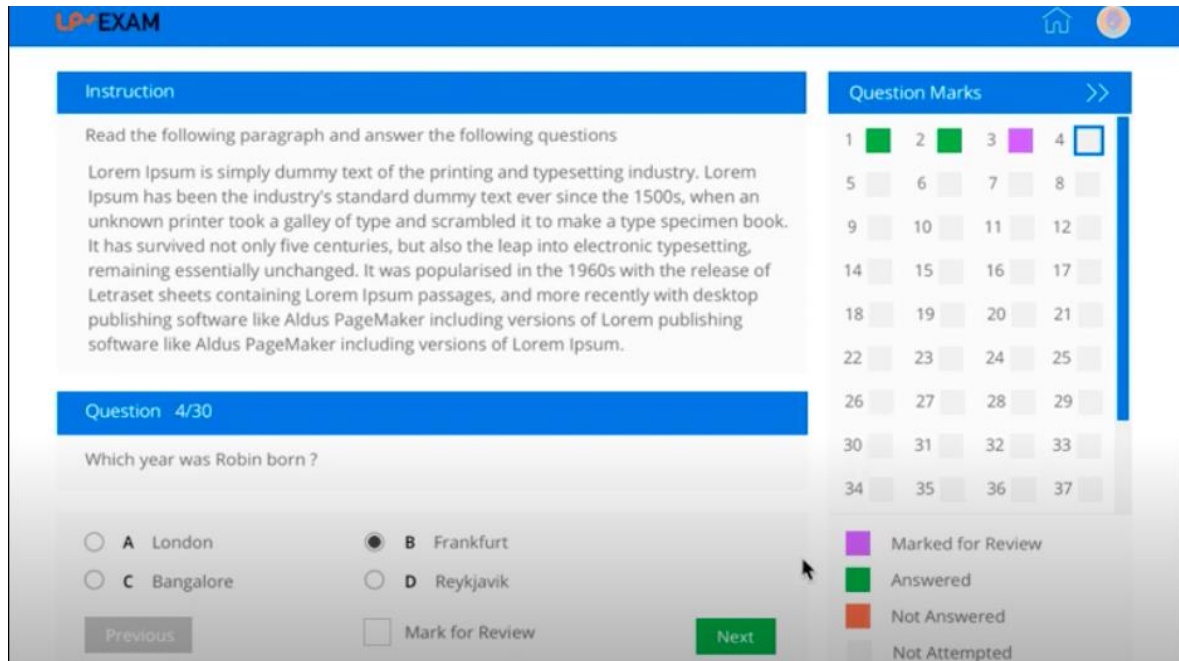 LP EXAM
Instruction
Read the following paragraph and answer the following questions
Lorem Ipsum is simply dummy text of the printing and typesetting industry. Lorem
Ipsum has been the industry's standard dummy text ever since the 1500s, when an
unknown printer took a galley of type and scrambled it to make a type specimen book.
It has survived not only five centuries, but also the leap into electronic typesetting,
remaining essentially unchanged. It was popularised in the 1960s with the release of
Letraset sheets containing Lorem Ipsum passages, and more recently with desktop
publishing software like Aldus PageMaker including versions of Lorem publishing
software like Aldus PageMaker including versions of Lorem Ipsum.
Question 4/30
Which year was Robin born ?
A London
B Frankfurt
C Bangalore
D Reykjavik
Previous
Mark for Review
Next
Question Marks >>
1 2 3 4
5 6 7 8
9 10 11 12
14 15 16 17
18 19 20 21
22 23 24 25
26 27 28 29
30 31 32 33
34 35 36 37
Marked for Review
Answered
Not Answered
Not Attempted